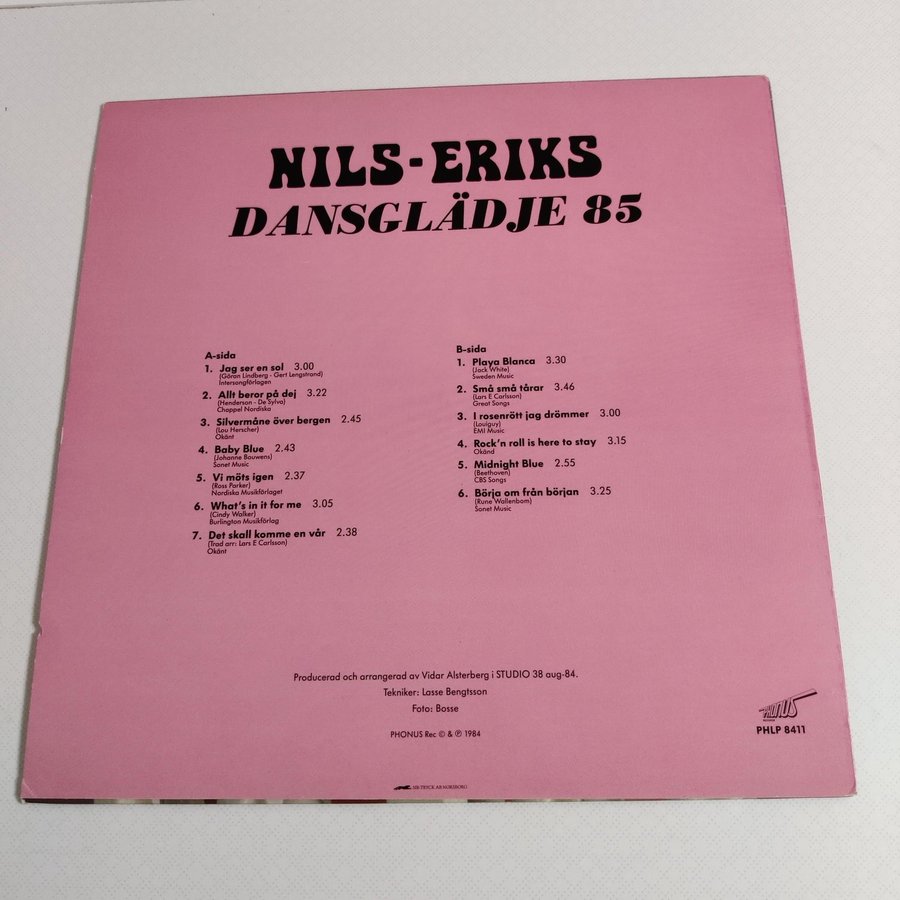 NILS-ERIKS
DANSGLÄDJE 85
A-sida
1. Jag ser en sol 3.00
(Göran Lindberg - Gert Lengstrand)
Intersongförlagen
2. Allt beror på dej 3.22
(Henderson - De Sylva)
Chappel Nordiska
3. Silvermåne över bergen 2.45
(Lou Herscher)
Okänt
4. Baby Blue 2.43
(Johanne Bouwens)
Sonet Music
5. Vi möts igen 2.37
(Ross Parker)
Nordiska Musikförlaget
6. What's in it for me 3.05
(Cindy Walker)
Burlington Musikförlag
7. Det skall komme en vår 2.38
(Trad arr: Lars E Carlsson)
Okänt
B-sida
1. Playa Blanca 3.30
(Jack White)
Sweden Music
2. Små små tårar 3.46
(Lars E Carlsson)
Great Songs
3. I rosenrött jag drömmer 3.00
(Louiguy)
EMI Music
4. Rock'n roll is here to stay 3.15
Okänd
5. Midnight Blue 2.55
(Beethoven)
CBS Songs
6. Börja om från början 3.25
(Rune Wallenbom)
Sonet Music
Producerad och arrangerad av Vidar Alsterberg i STUDIO 38 aug-84.
Tekniker: Lasse Bengtsson
Foto: Bosse
PHONUS Rec © & ℗ 1984
PHONUS
RECORDS
PHLP 8411
TRYCK AB NORSBORG